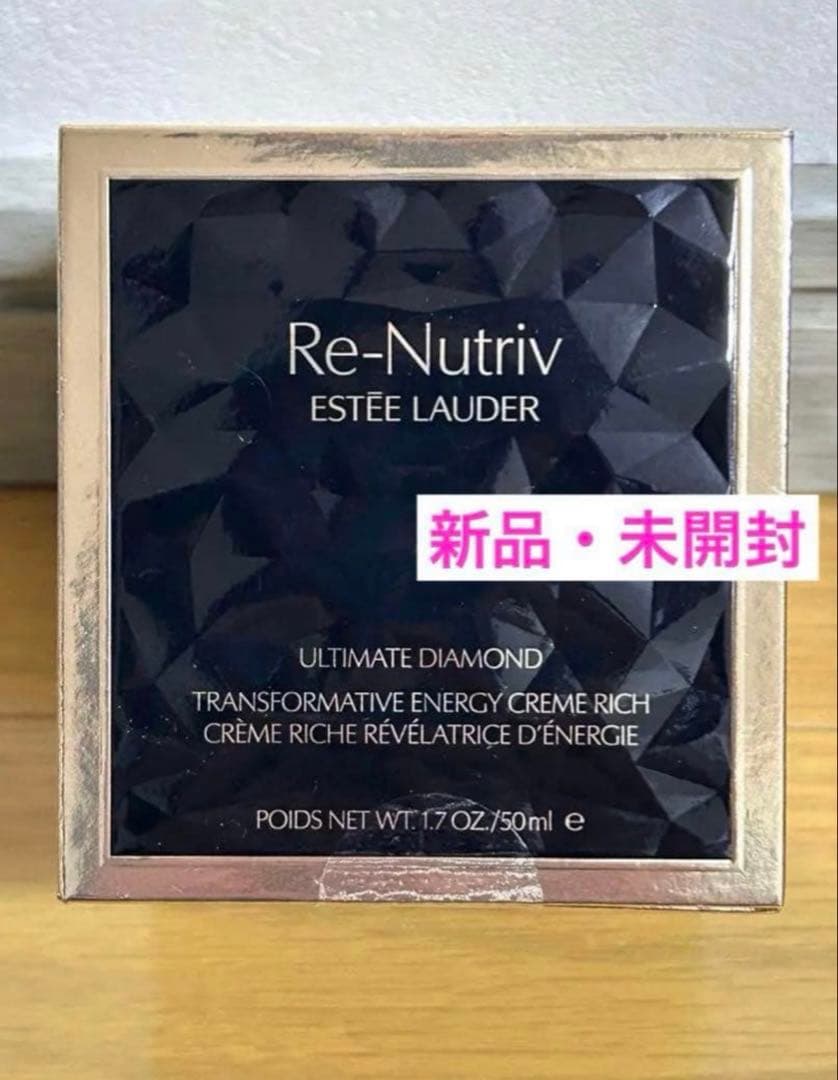 Re-Nutriv
ESTĒE LAUDER
新品・未開封
ULTIMATE DIAMOND
TRANSFORMATIVE ENERGY CREME RICH
CRÈME RICHE RÉVÉLATRICE D'ÉNERGIE
POIDS NET WT. 1.7 OZ./50ml ℮